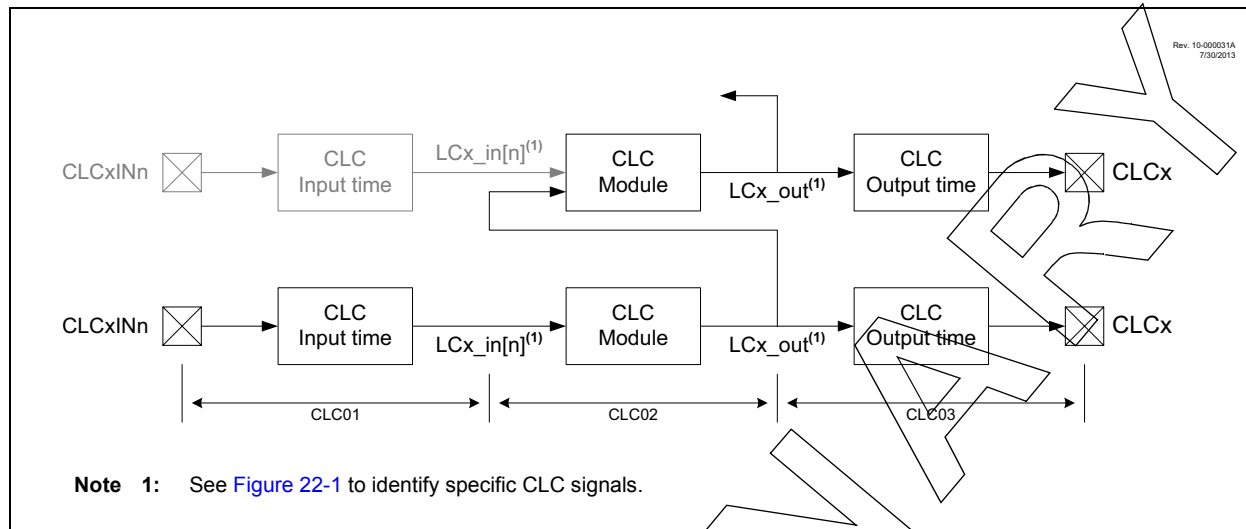 Rev. 10-000031A
7/30/2013
CLCxINn
CLC
Input time
LCx_in[n](1)
CLC
Module
LCx_out(1)
CLC
Output time
CLCx
CLCxINn
CLC
Input time
LCx_in[n](1)
CLC
Module
LCx_out(1)
CLC
Output time
CLCx
CLC01
CLC02
CLC03
Note 1: See Figure 22-1 to identify specific CLC signals.
A
R
Y